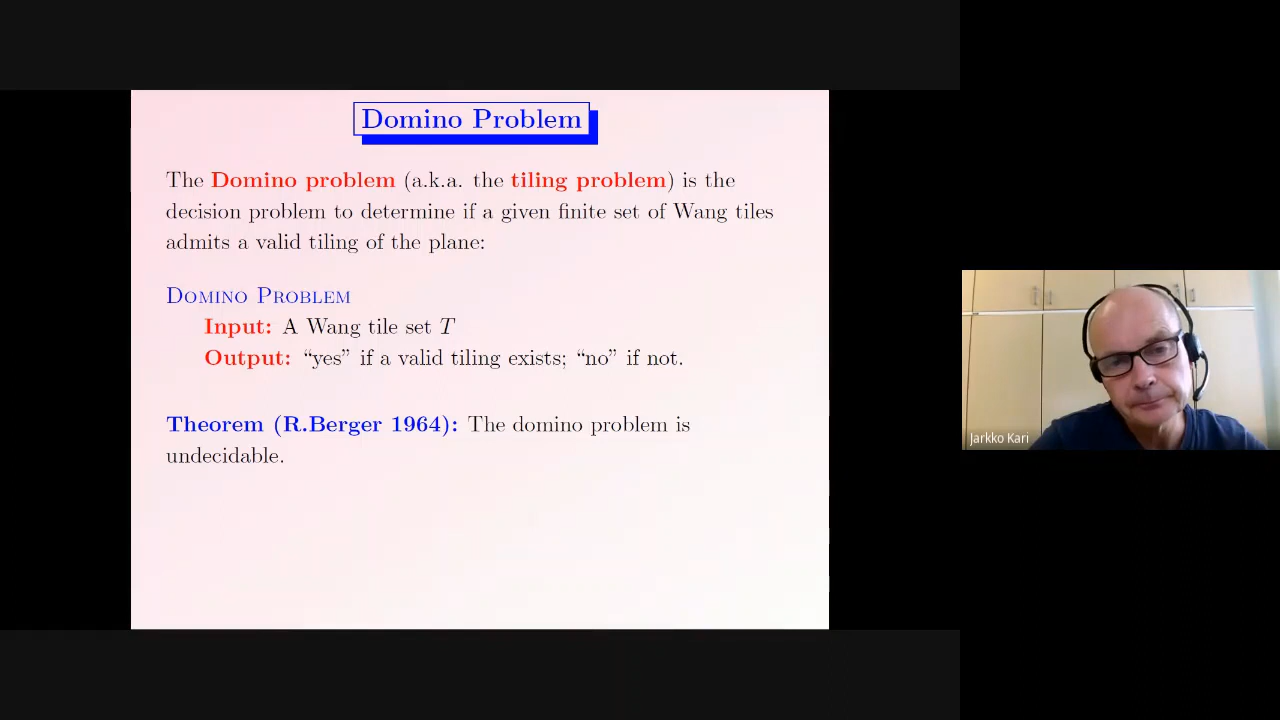 Domino Problem
The Domino problem (a.k.a. the tiling problem) is the
decision problem to determine if a given finite set of Wang tiles
admits a valid tiling of the plane:
Domino Problem
Input: A Wang tile set T
Output: “yes” if a valid tiling exists; “no” if not.
Theorem (R.Berger 1964): The domino problem is
undecidable.
Jarkko Kari